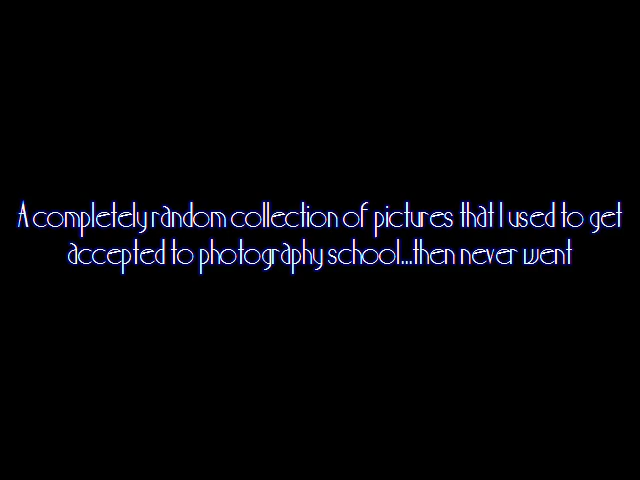 A completely random collection of pictures that I used to get
accepted to photography school...then never went